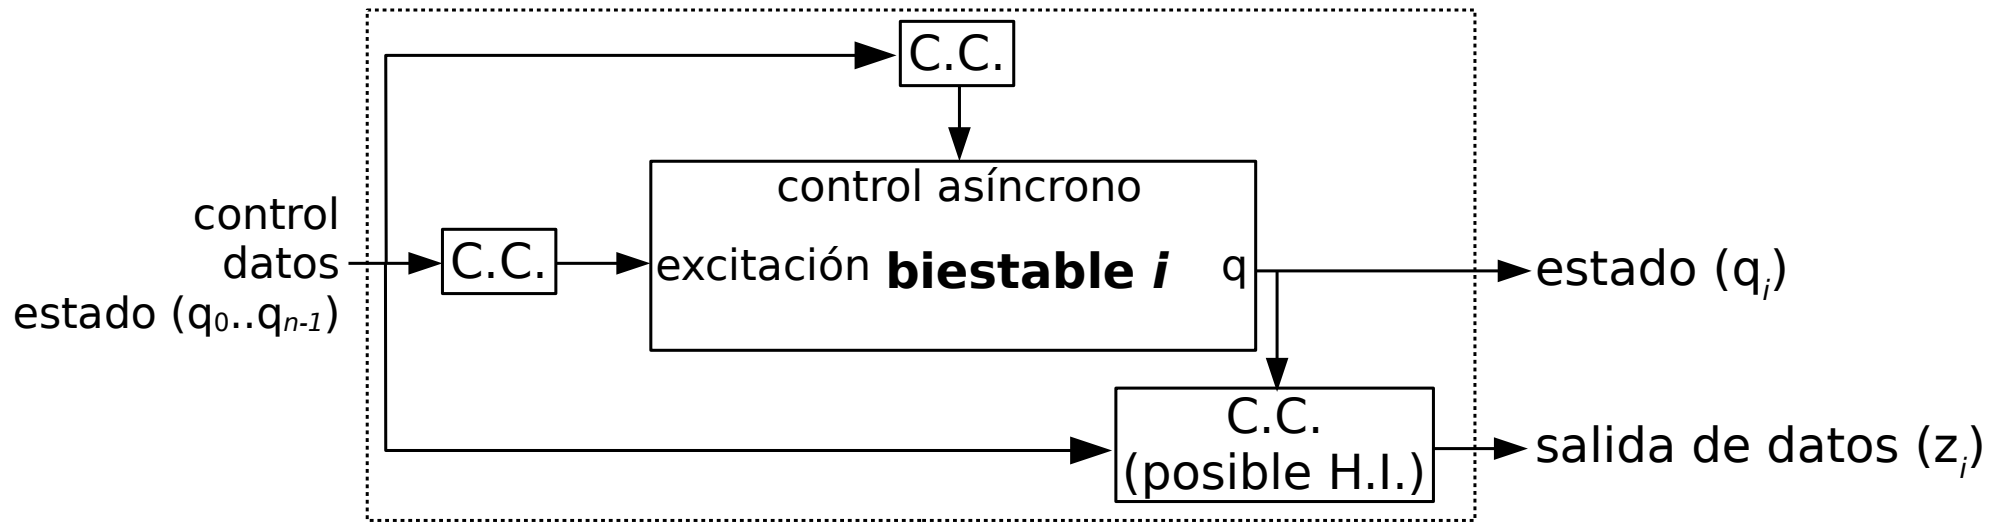 C.C.
control asíncrono
control
datos
estado (q₀..qₙ₋₁)
C.C.
excitación biestable i q
estado (qᵢ)
C.C.
(posible H.I.)
salida de datos (zᵢ)